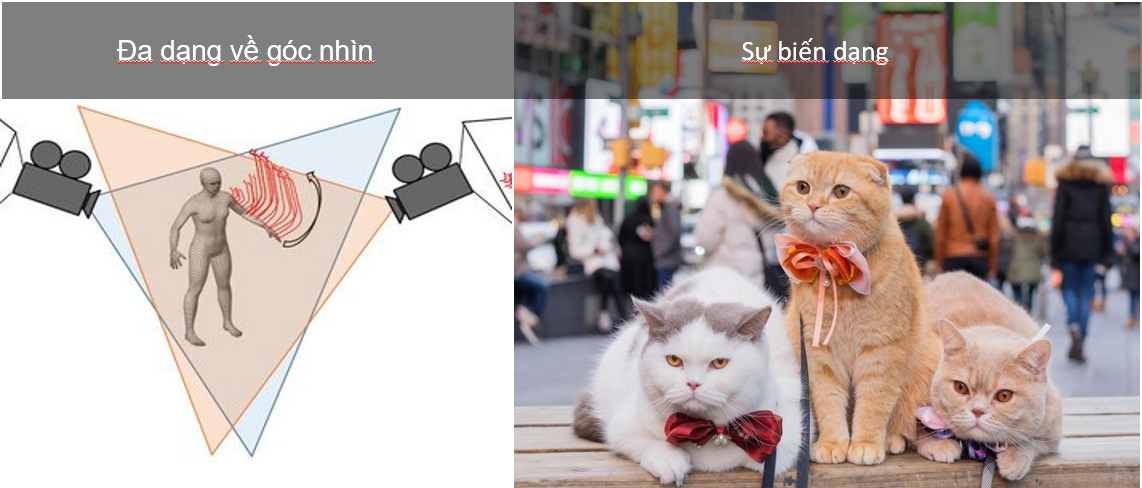 Đa dạng về góc nhìn
Sự biến dạng